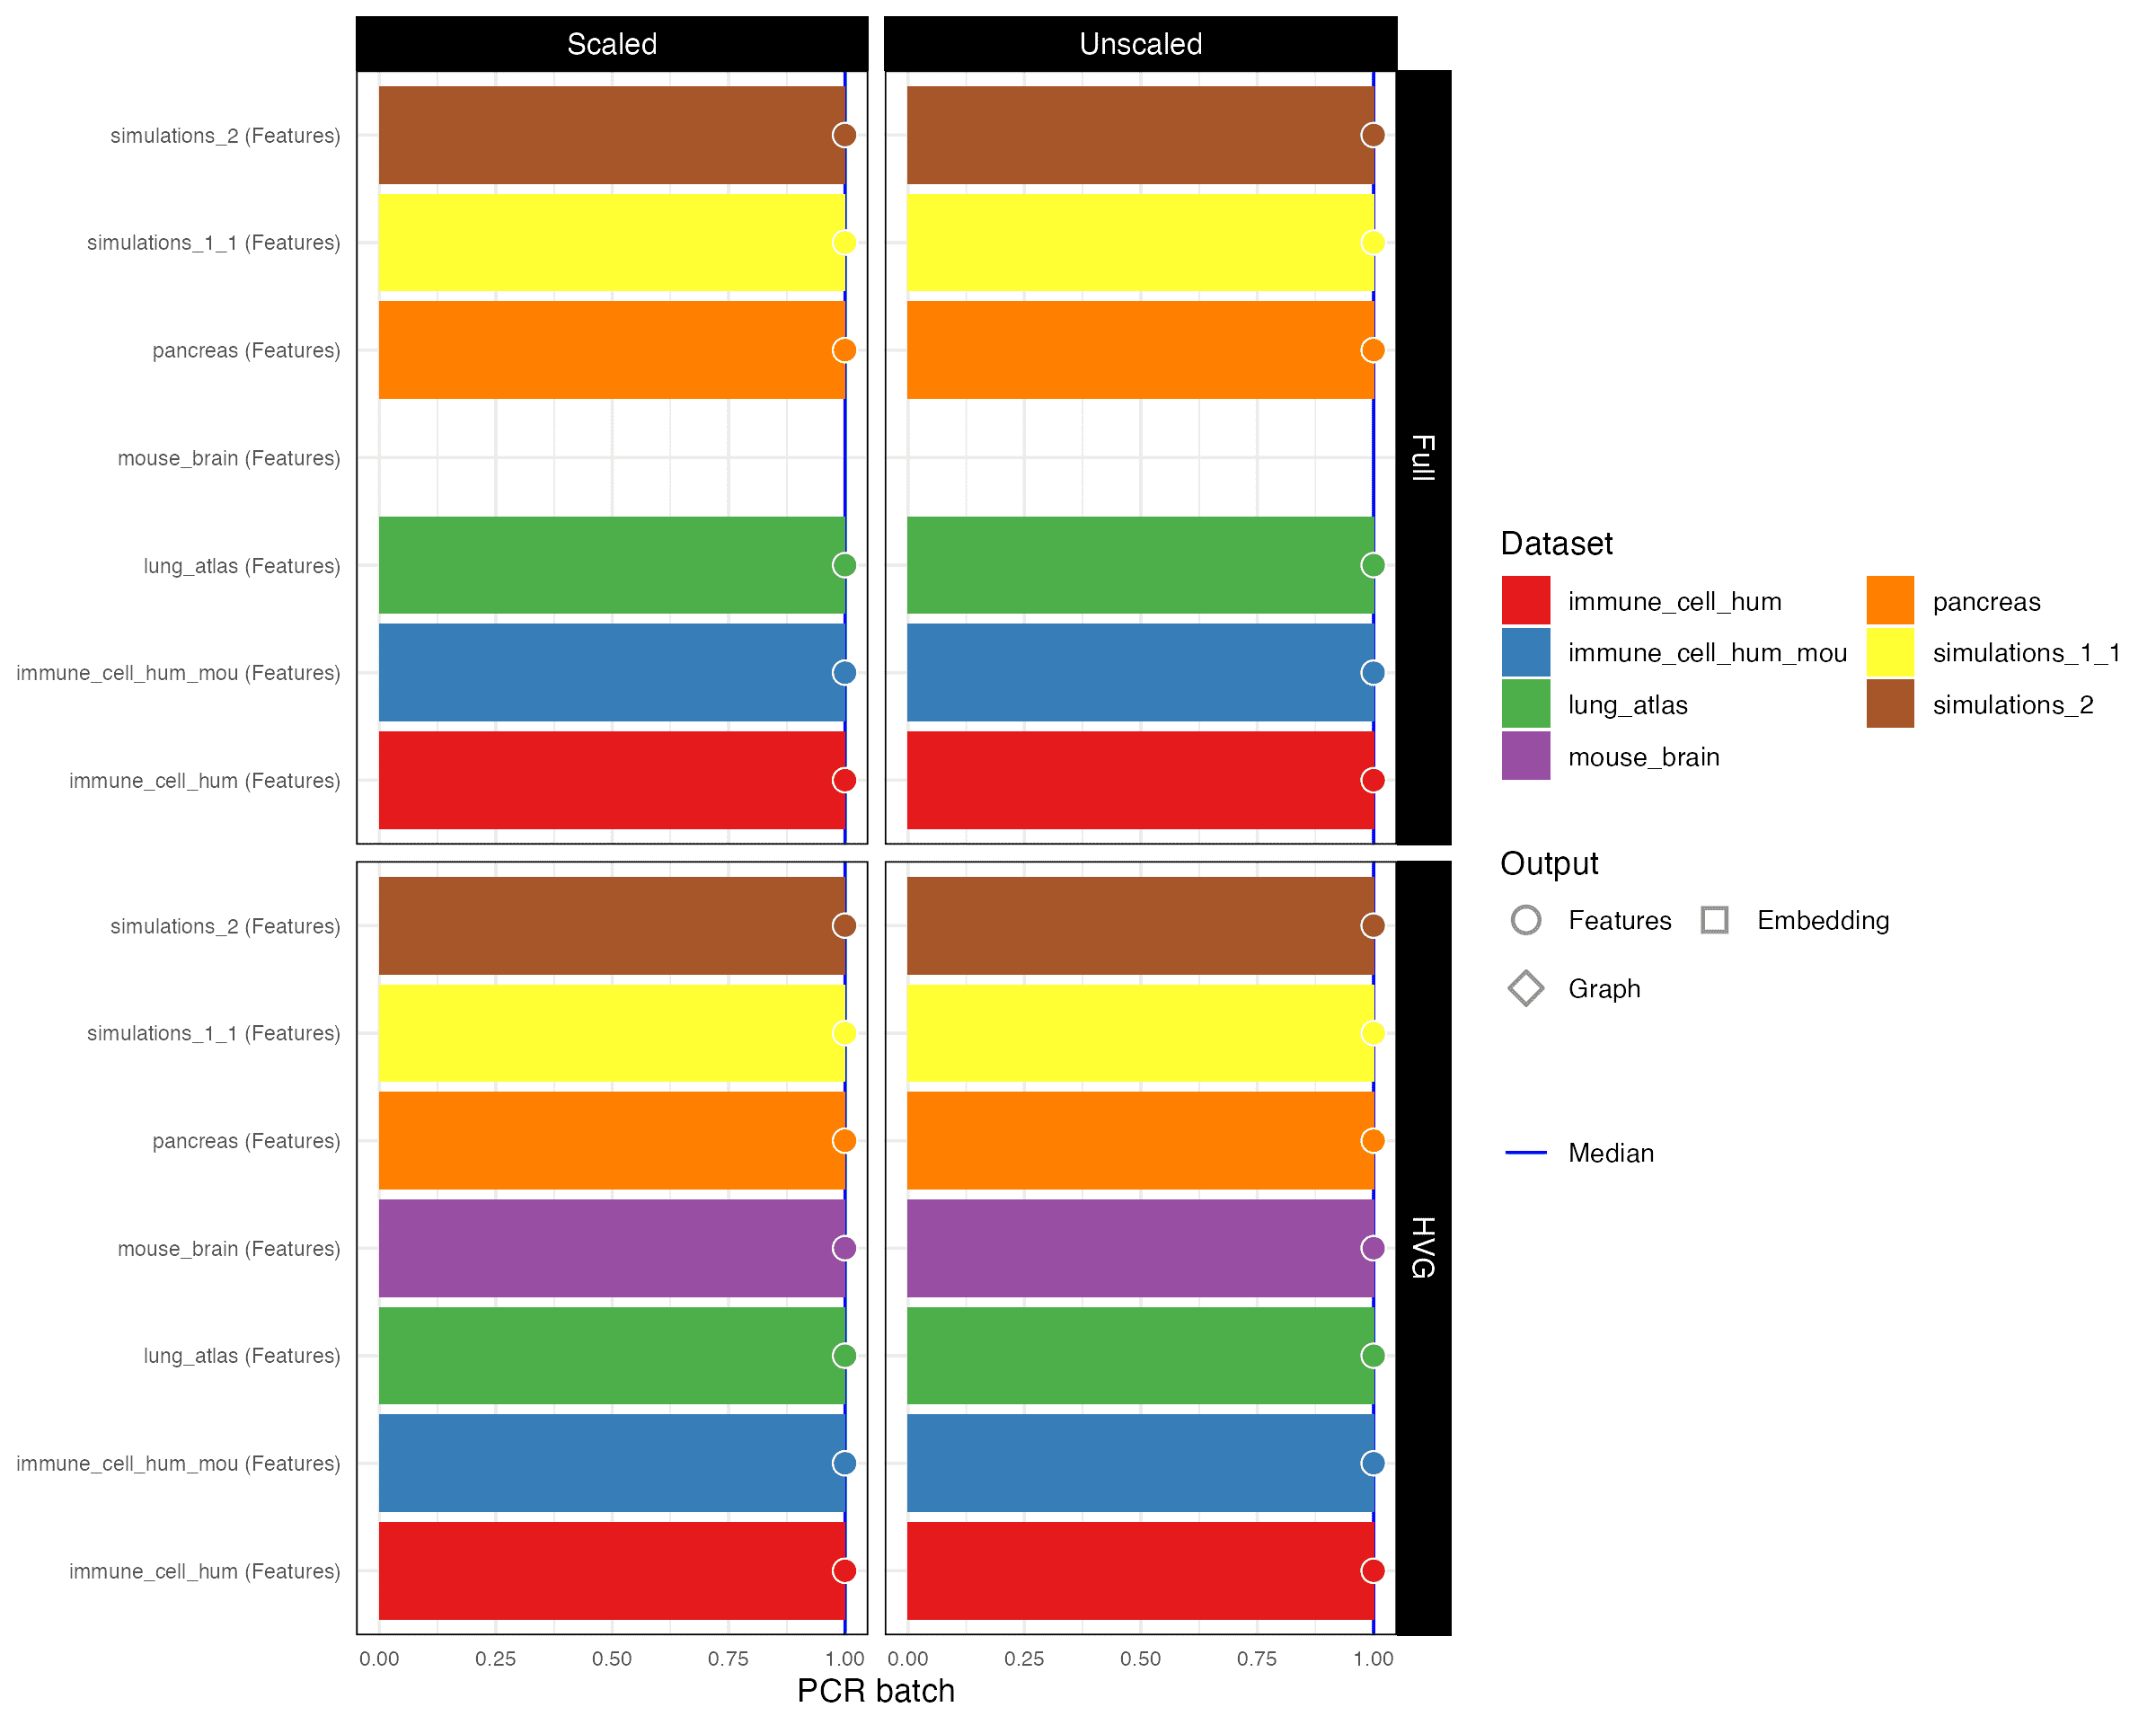 Scaled
Unscaled
simulations_2 (Features)
simulations_1_1 (Features)
pancreas (Features)
mouse_brain (Features)
lung_atlas (Features)
immune_cell_hum_mou (Features)
immune_cell_hum (Features)
Full
simulations_2 (Features)
simulations_1_1 (Features)
pancreas (Features)
mouse_brain (Features)
lung_atlas (Features)
immune_cell_hum_mou (Features)
immune_cell_hum (Features)
HVG
0.00 0.25 0.50 0.75 1.00
0.00 0.25 0.50 0.75 1.00
PCR batch
Dataset
immune_cell_hum
immune_cell_hum_mou
lung_atlas
mouse_brain
pancreas
simulations_1_1
simulations_2
Output
Features
Embedding
Graph
Median